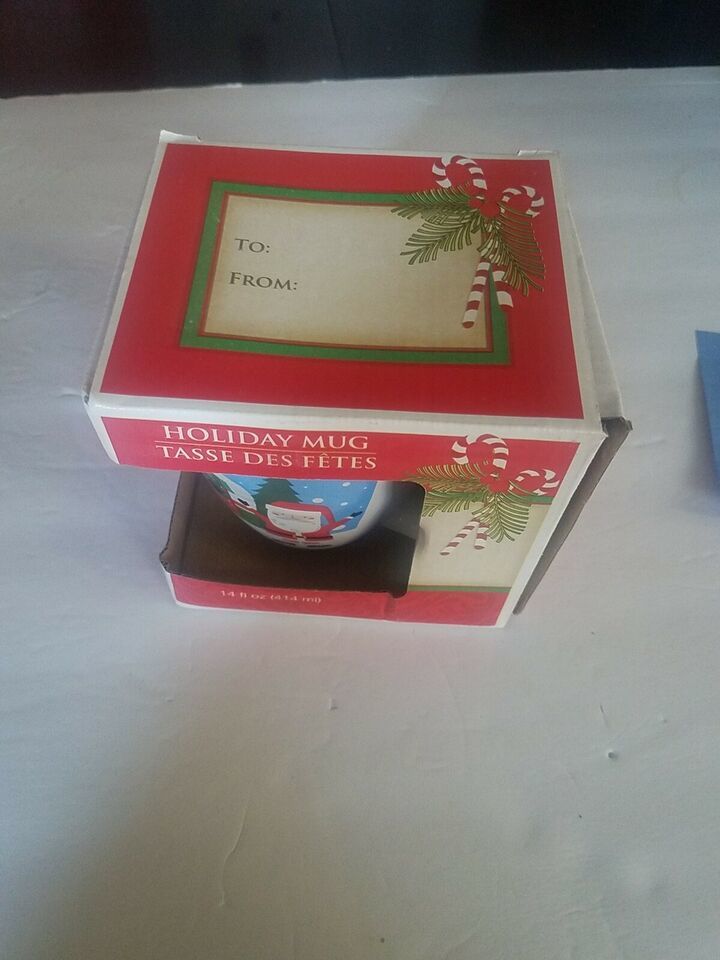 TO:
FROM:
HOLIDAY MUG
TASSE DES FÊTES
14 fl oz (414 ml)